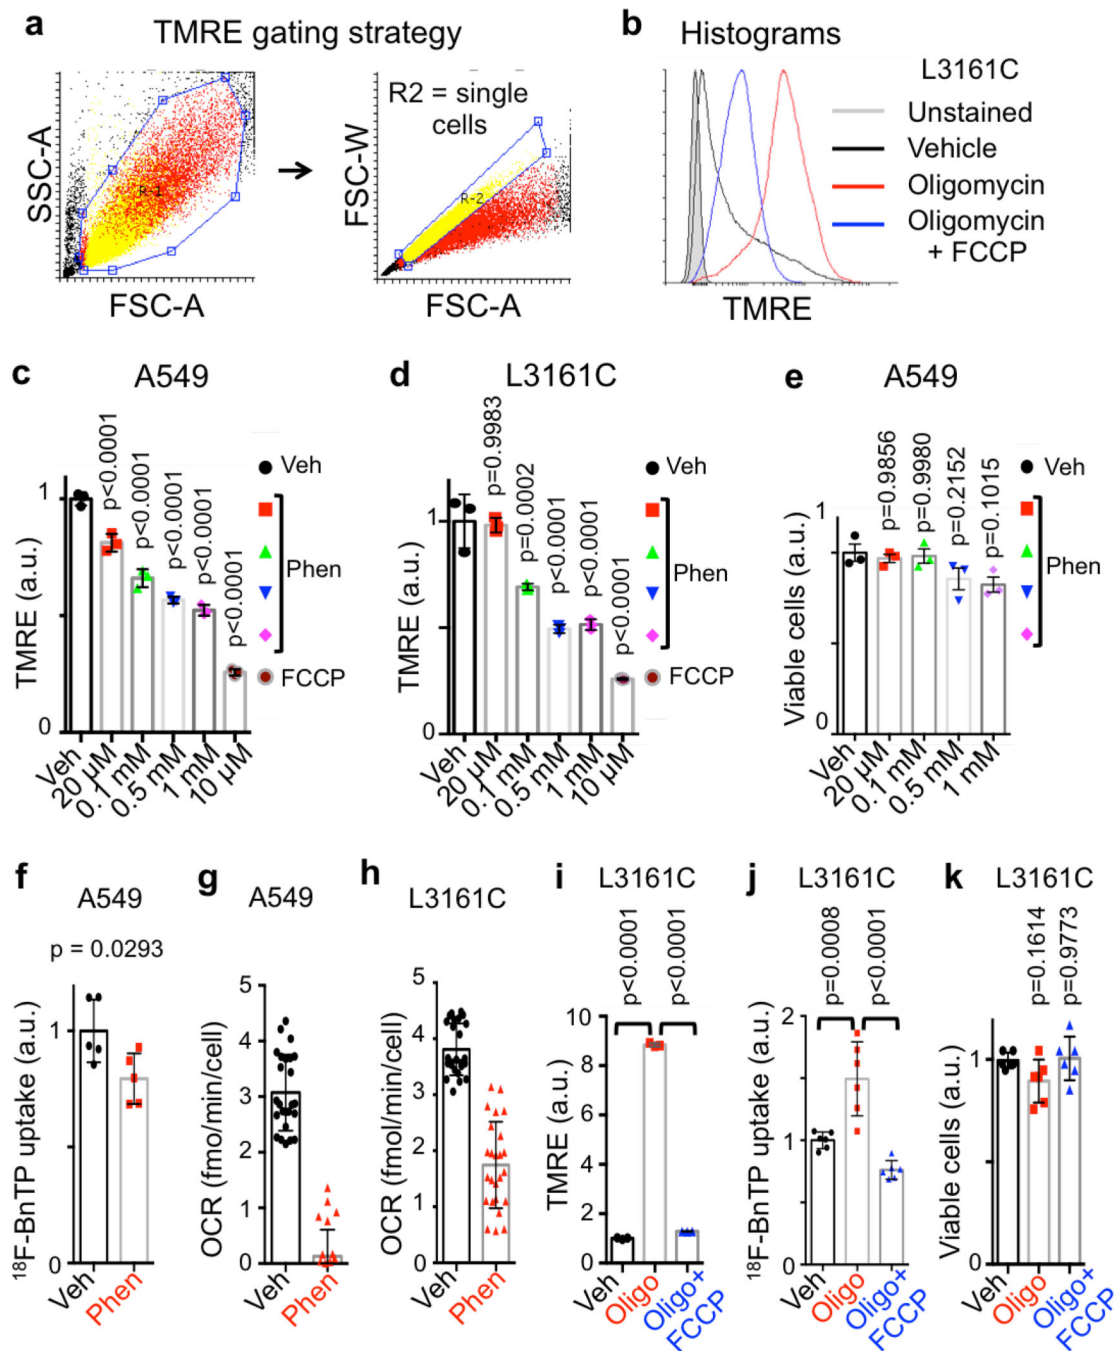 a
TMRE gating strategy
SSC-A
R-1
FSC-A
R2 = single
cells
FSC-W
R-2
FSC-A
b
Histograms
L3161C
Unstained
Vehicle
Oligomycin
Oligomycin
+ FCCP
TMRE
c
A549
TMRE (a.u.)
1
0
p<0.0001
p<0.0001
p<0.0001
p<0.0001
p<0.0001
Veh
Phen
FCCP
Veh
20 µM
0. 1 mM
0.5 mM
1 mM
10 µM
d
L3161C
TMRE (a.u.)
1
0
p=0.9983
p=0.0002
p<0.0001
p<0.0001
p<0.0001
Veh
Phen
FCCP
Veh
20 µM
0. 1 mM
0.5 mM
1 mM
10 µM
e
A549
Viable cells (a.u.)
1
0
p=0.9856
p=0.9980
p=0.2152
p=0.1015
Veh
Phen
Veh
20 µM
0. 1 mM
0.5 mM
1 mM
f
A549
p = 0.0293
18F-BnTP uptake (a.u.)
1
0
Veh
Phen
g
A549
OCR (fmo/min/cell)
5
4
3
2
1
0
Veh
Phen
h
L3161C
OCR (fmol/min/cell)
5
4
3
2
1
0
Veh
Phen
i
L3161C
p<0.0001
p<0.0001
TMRE (a.u.)
10
8
6
4
2
0
Veh
Oligo
Oligo+
FCCP
j
L3161C
p=0.0008
p<0.0001
18F-BnTP uptake (a.u.)
2
1
0
Veh
Oligo
Oligo+
FCCP
k
L3161C
p=0.1614
p=0.9773
Viable cells (a.u.)
1
0
Veh
Oligo
Oligo+
FCCP